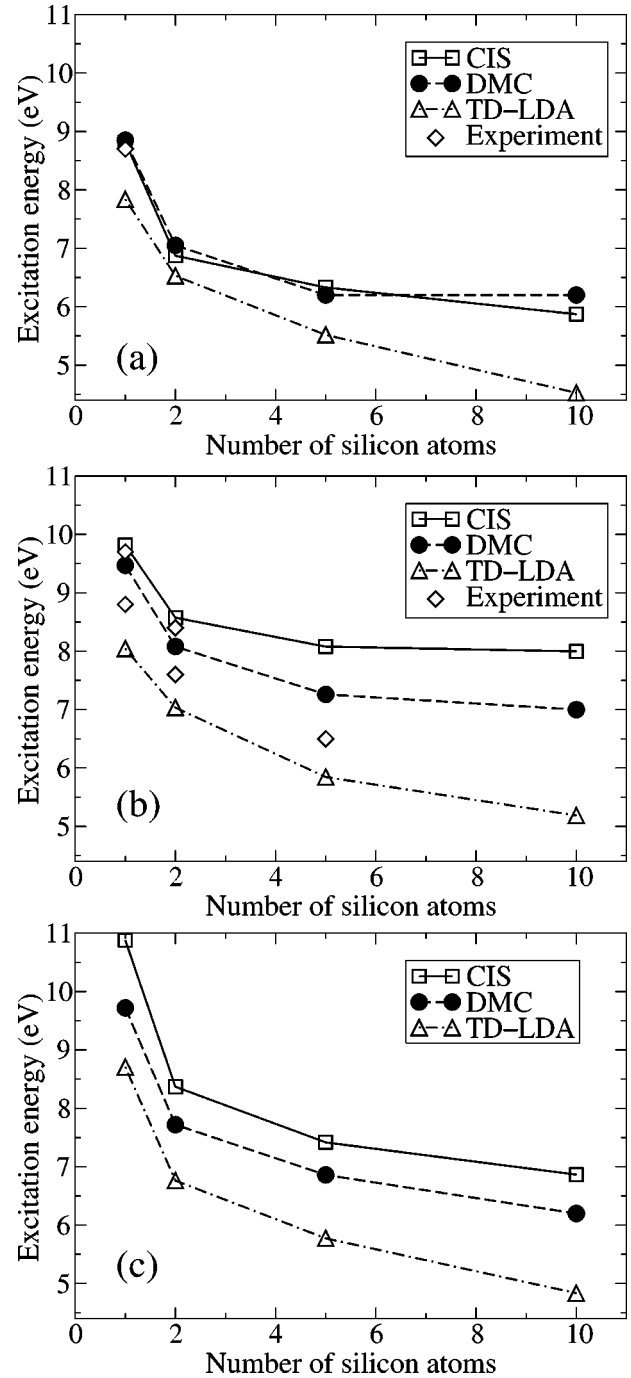 11
10
9
8
7
6
5
Excitation energy (eV)
CIS
DMC
TD-LDA
Experiment
(a)
0 2 4 6 8 10
Number of silicon atoms
11
10
9
8
7
6
5
Excitation energy (eV)
CIS
DMC
TD-LDA
Experiment
(b)
0 2 4 6 8 10
Number of silicon atoms
11
10
9
8
7
6
5
Excitation energy (eV)
CIS
DMC
TD-LDA
(c)
0 2 4 6 8 10
Number of silicon atoms